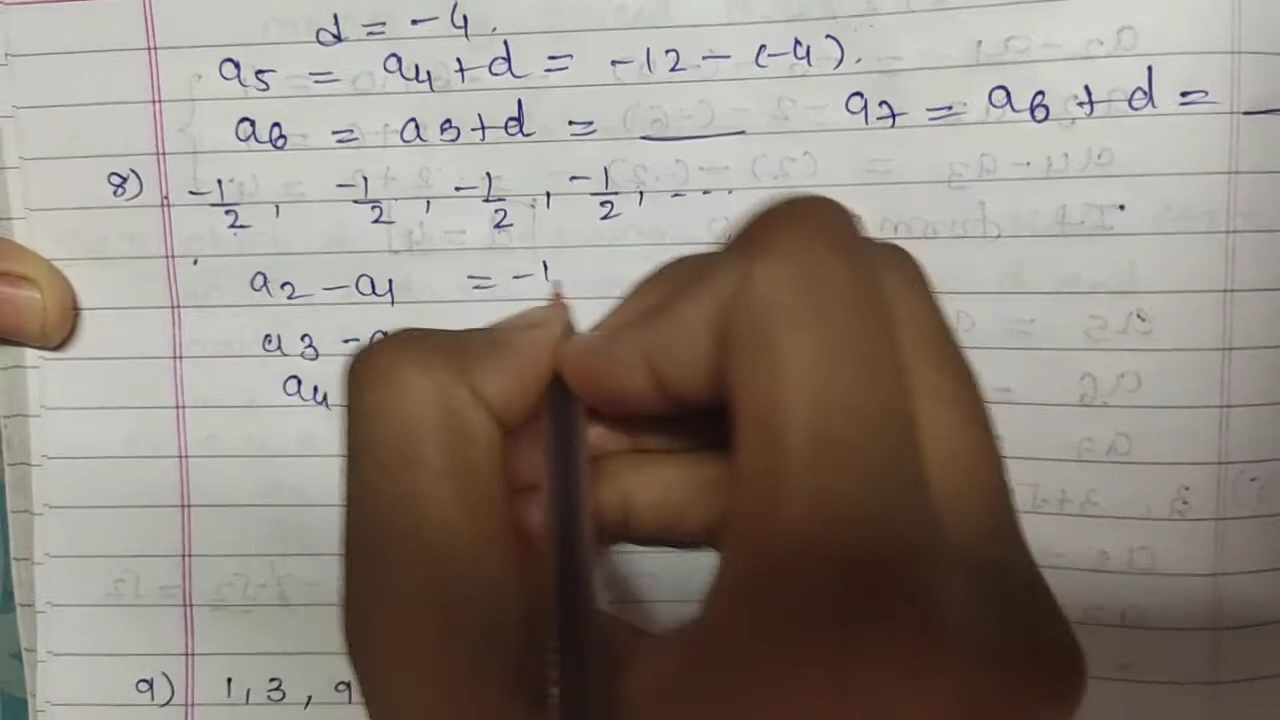 d = -4.
a5 = a4 + d = -12 - (-4).
a6 = a5 + d = ____ a7 = a6 + d = __
8) -1/2, -1/2, -1/2, -1/2, - - ..
a2 - a1 = -1
a3 -
a4
9) 1, 3, 9